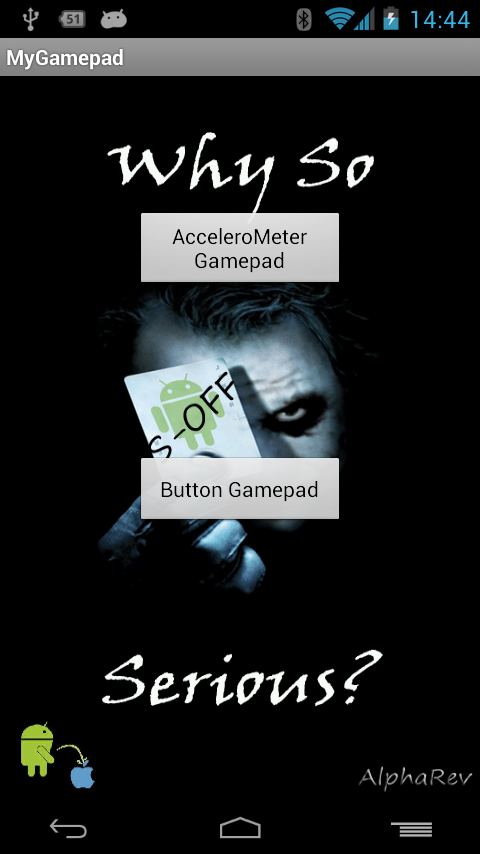 51
14:44
MyGamepad
Why So
AcceleroMeter
Gamepad
S-OFF
Button Gamepad
Serious?
AlphaRev